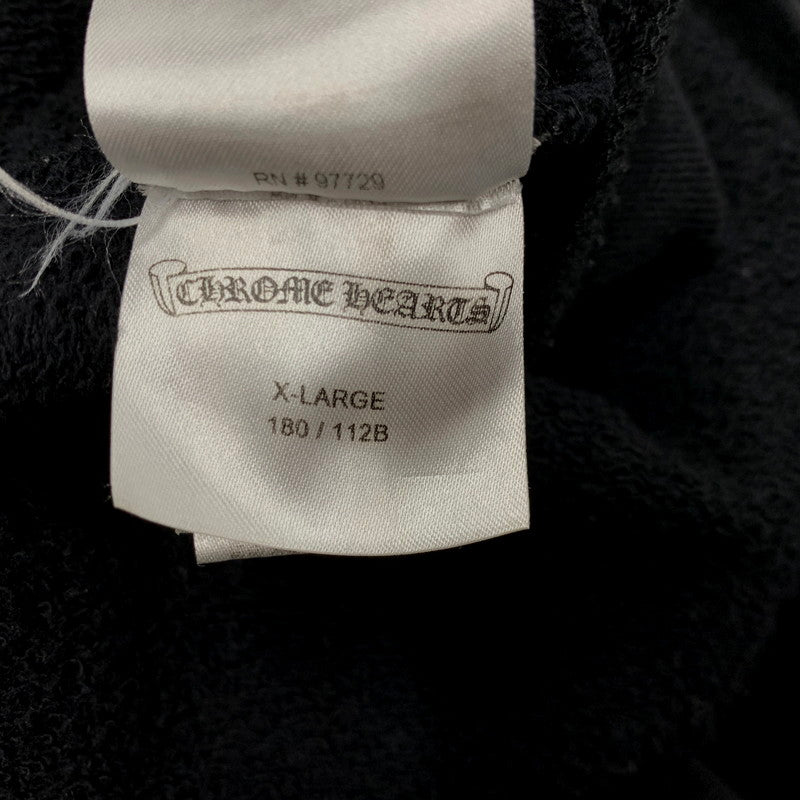 RN # 97729
CHROME HEARTS
X-LARGE
180 / 112B